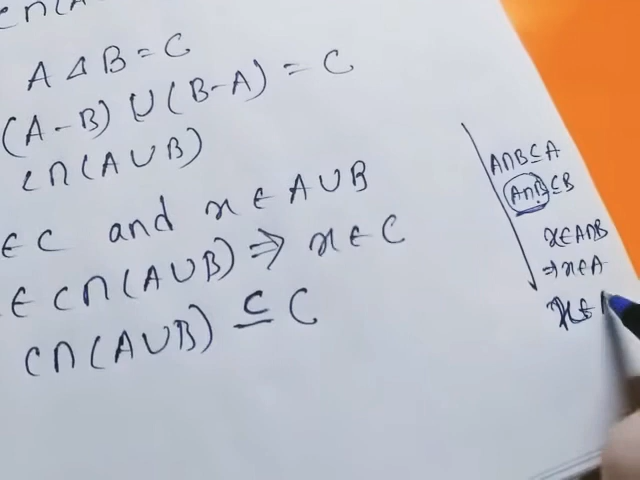 A Δ B = C
(A - B) ∪ (B - A) = C
C∩(A∪B)
∈ C and x ∈ A∪B
∈ C∩(A∪B) ⇒ x ∈ C
C∩(A∪B) ⊆ C
A∩B⊆A
A∩B⊆B
x∈A∩B
⇒x∈A
x∈